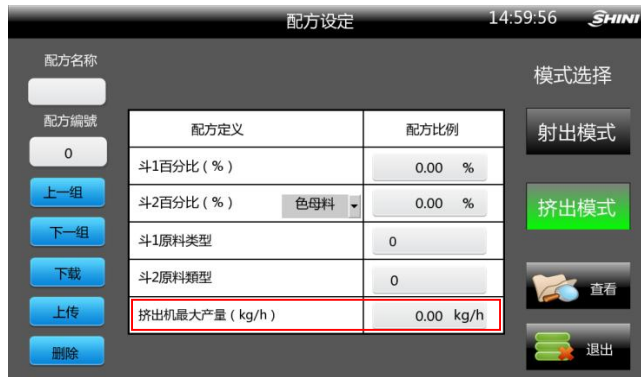 配方设定 14:59:56 SHINI
配方名称
模式选择
配方编號
0
上一组
下一组
下载
上传
删除
配方定义 配方比例
斗1百分比（%） 0.00 %
斗2百分比（%） 色母料 0.00 %
斗1原料类型 0
斗2原料類型 0
挤出机最大产量（kg/h） 0.00 kg/h
射出模式
挤出模式
查看
退出